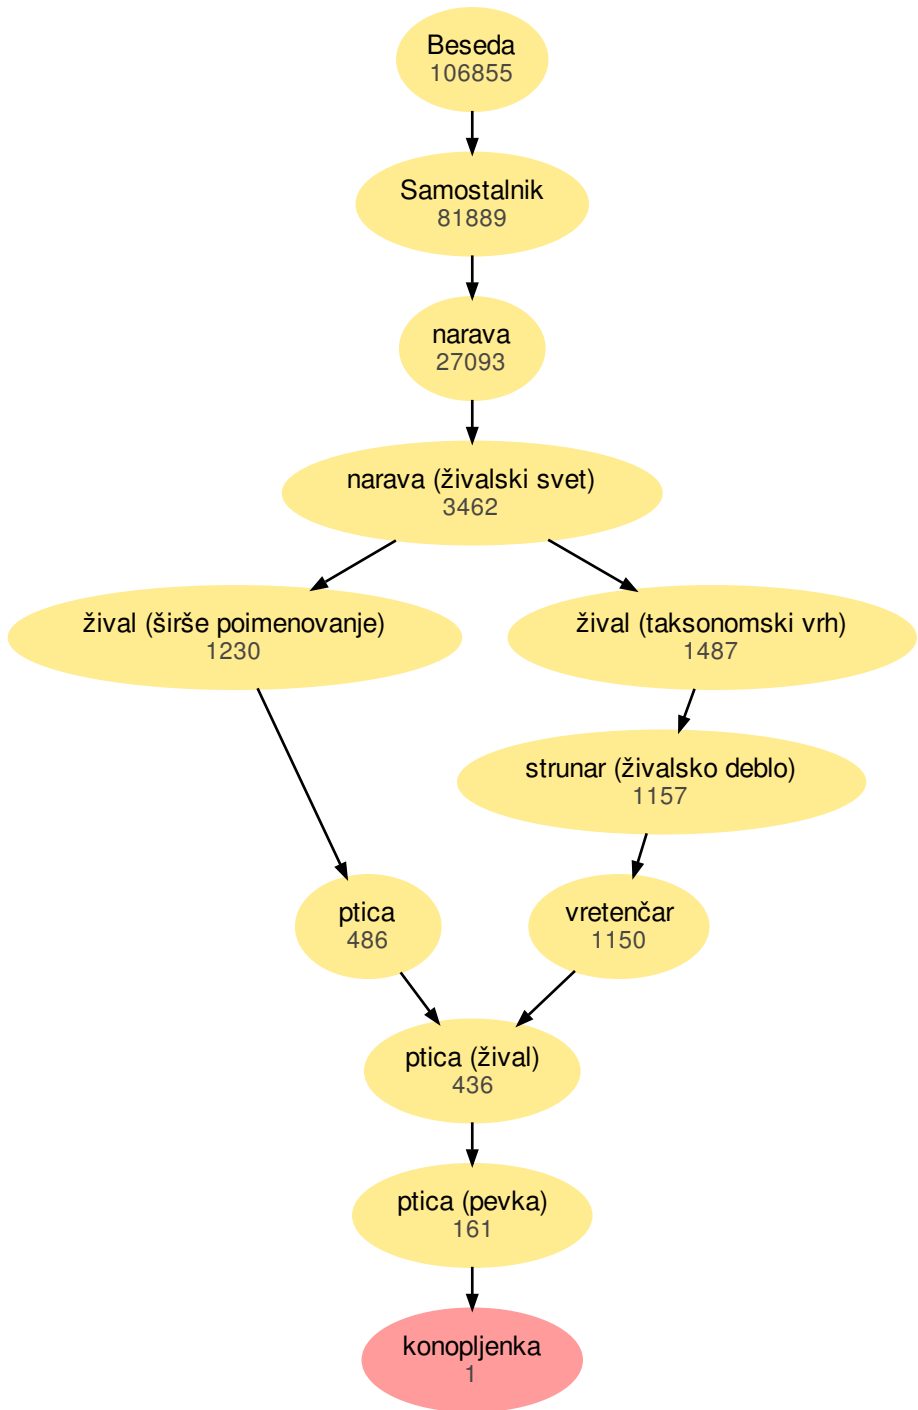 Beseda
106855
Samostalnik
81889
narava
27093
narava (živalski svet)
3462
žival (širše poimenovanje)
1230
žival (taksonomski vrh)
1487
strunar (živalsko deblo)
1157
ptica
486
vretenčar
1150
ptica (žival)
436
ptica (pevka)
161
konopljenka
1